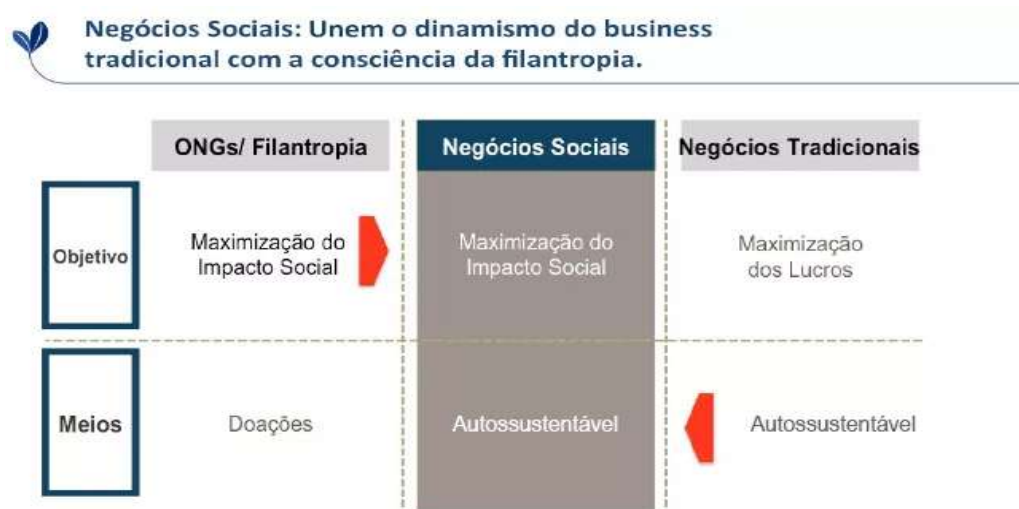 Negócios Sociais: Unem o dinamismo do business
tradicional com a consciência da filantropia.
ONGs/ Filantropia
Negócios Sociais
Negócios Tradicionais
Objetivo
Maximização do
Impacto Social
Maximização do
Impacto Social
Maximização
dos Lucros
Meios
Doações
Autossustentável
Autossustentável